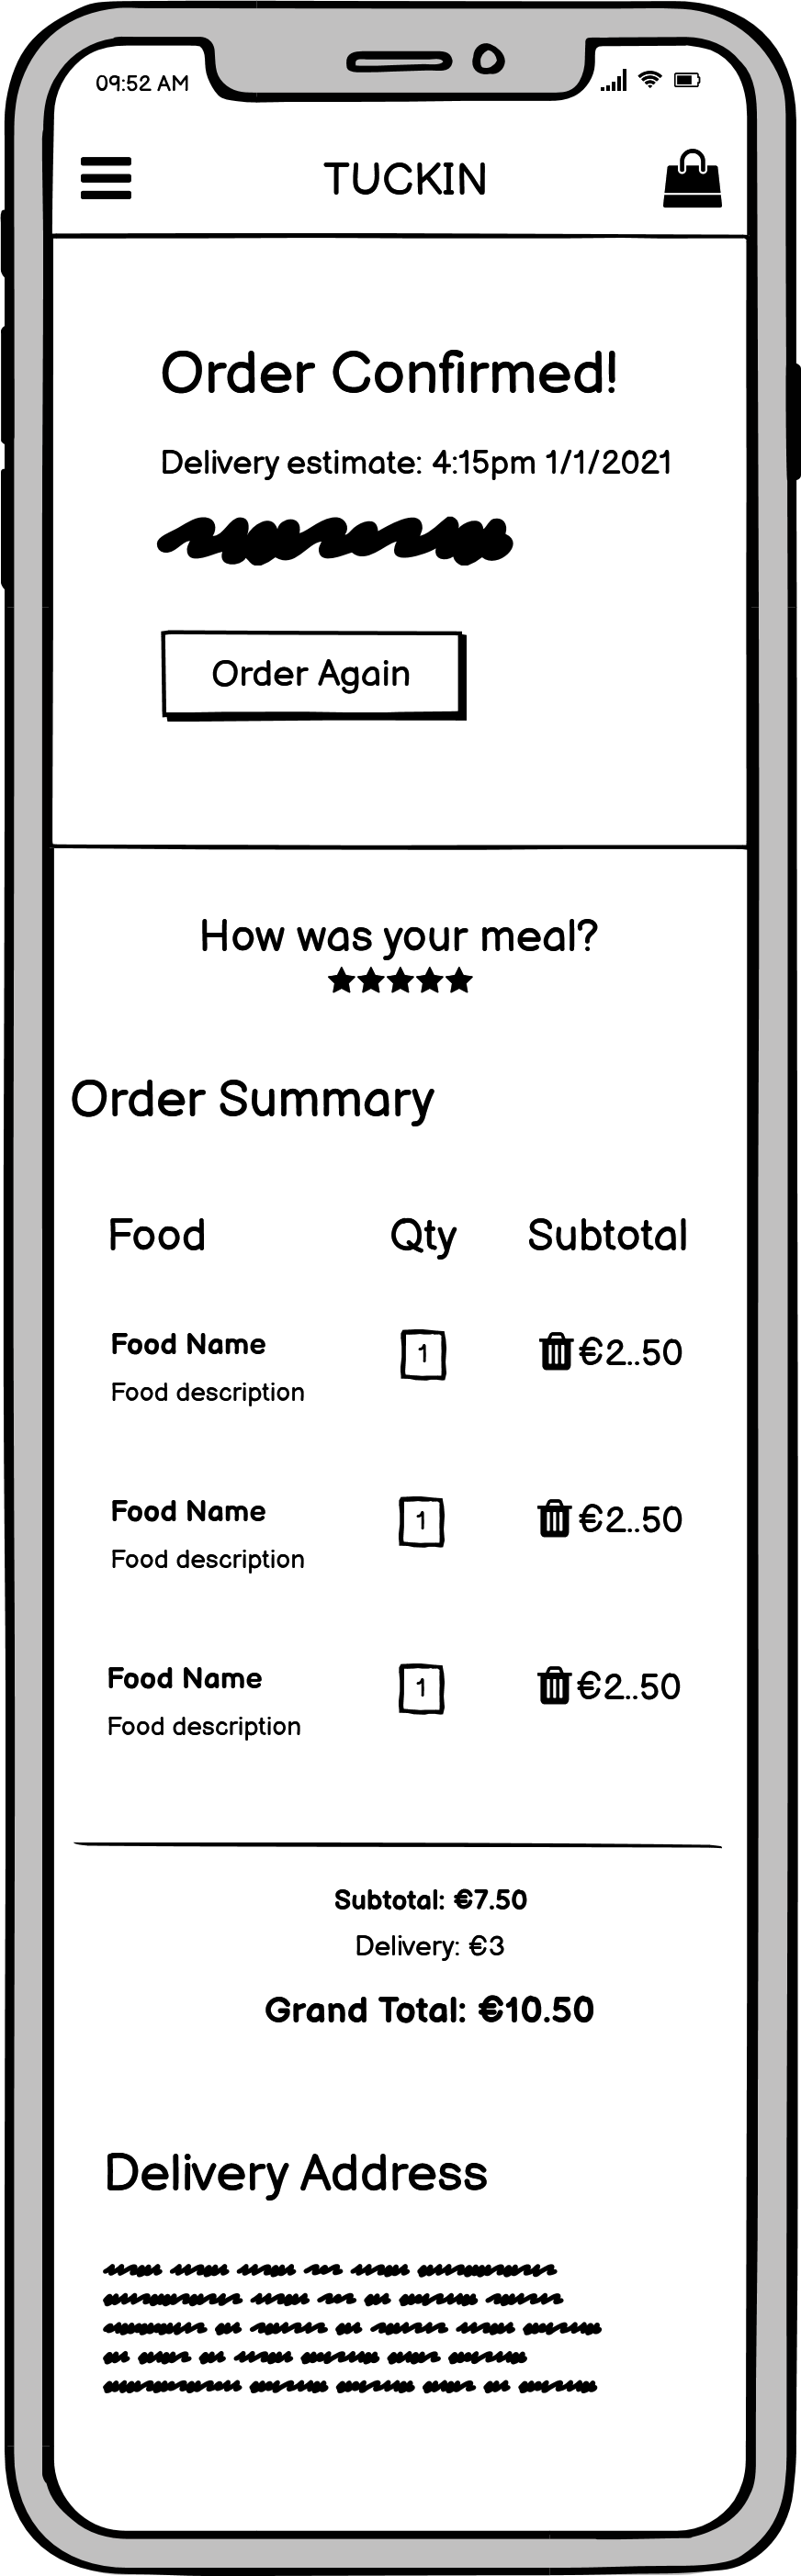 09:52 AM
TUCKIN
Order Confirmed!
Delivery estimate: 4:15pm 1/1/2021
Order Again
How was your meal?
Order Summary
Food Qty Subtotal
Food Name 1 €2..50
Food description
Food Name 1 €2..50
Food description
Food Name 1 €2..50
Food description
Subtotal: €7.50
Delivery: €3
Grand Total: €10.50
Delivery Address